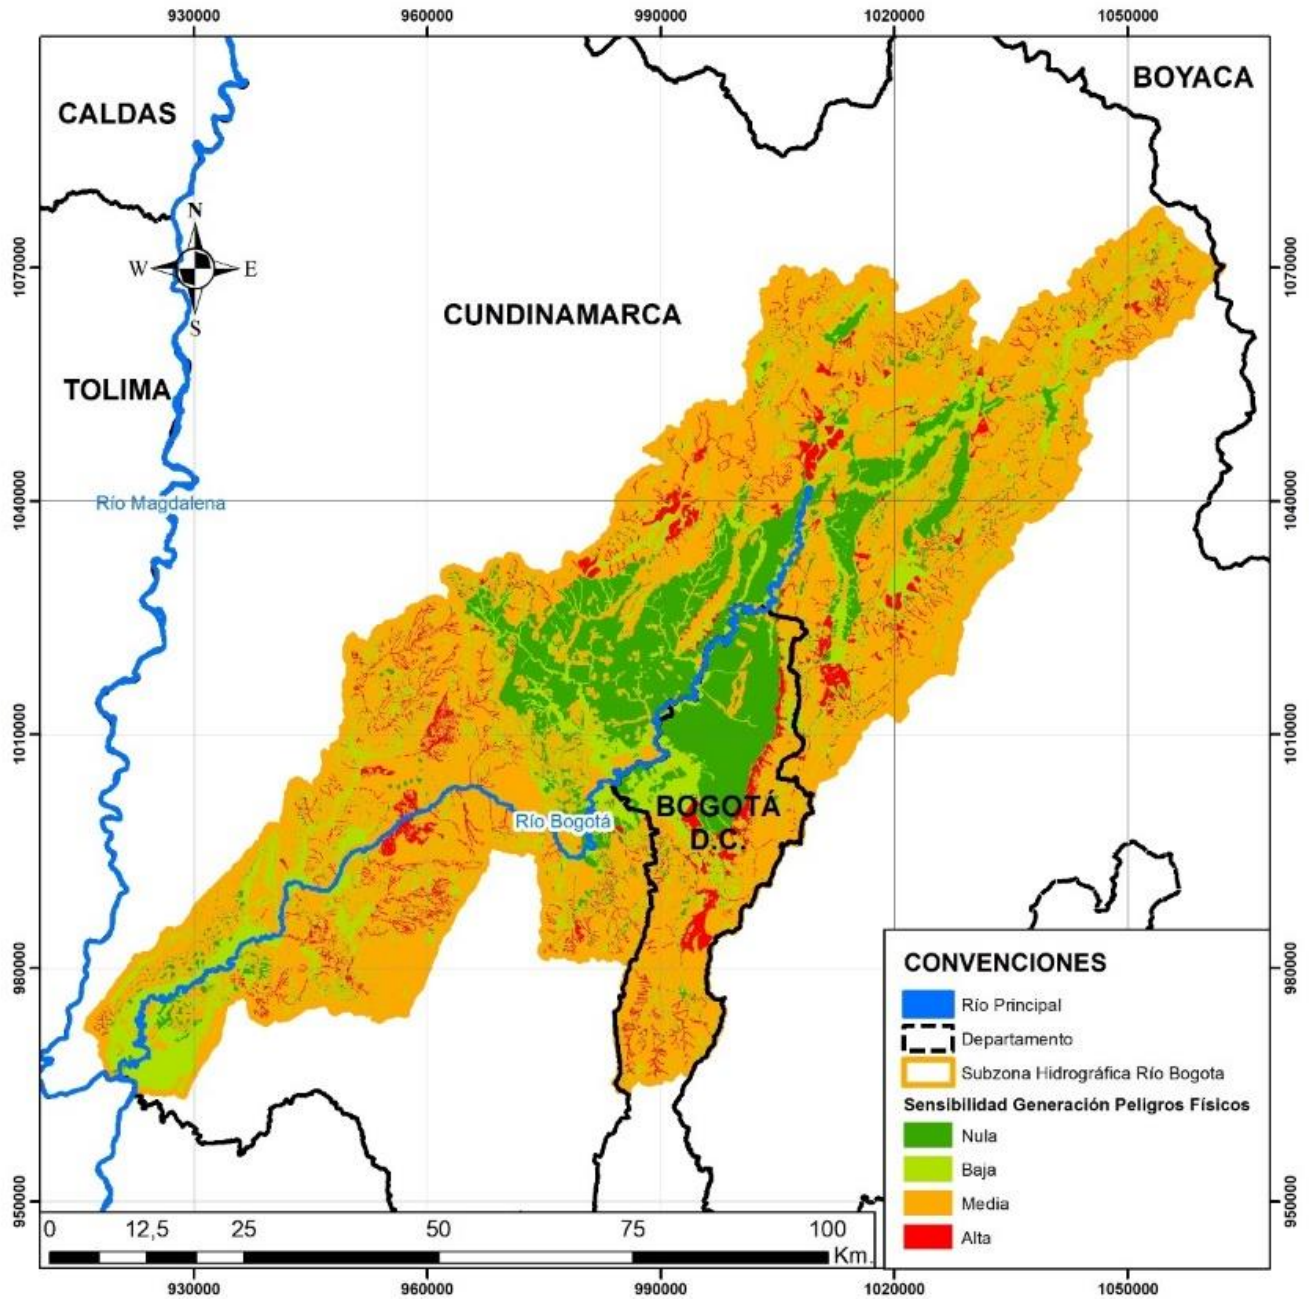 930000 960000 990000 1020000 1050000
BOYACA
CALDAS
N
W E
S
1070000 1070000
CUNDINAMARCA
TOLIMA
Río Magdalena
1040000 1040000
1010000 1010000
BOGOTÁ
D.C.
Río Bogotá
980000 980000
CONVENCIONES
Río Principal
Departamento
Subzona Hidrográfica Río Bogota
Sensibilidad Generación Peligros Físicos
Nula
Baja
Media
Alta
950000 950000
0 12,5 25 50 75 100
Km.
930000 960000 990000 1020000 1050000